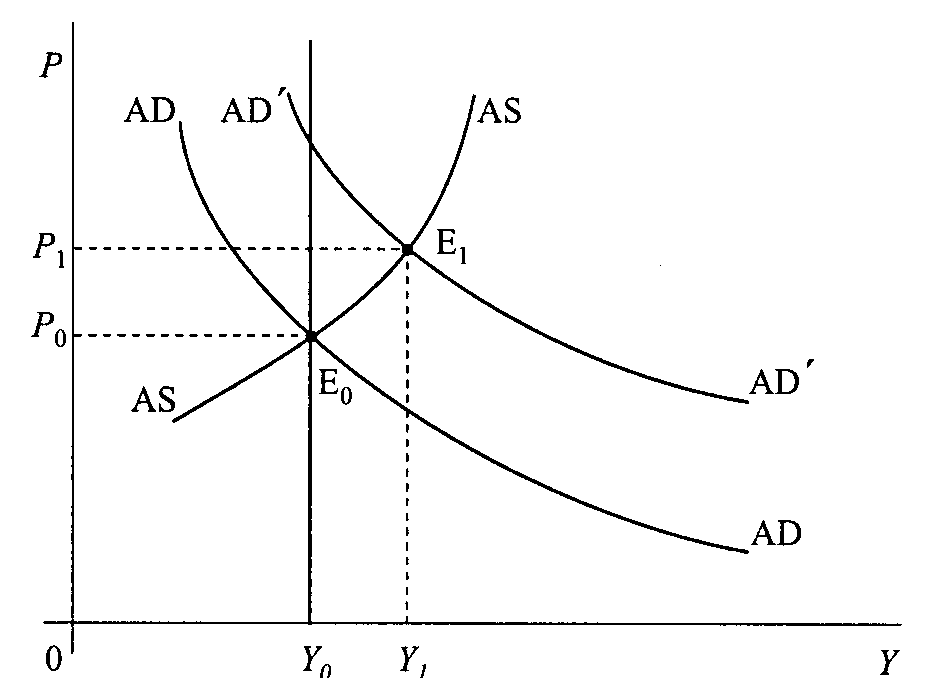 P
AD AD´ AS
P₁ E₁
P₀
E₀
AD´
AS
AD
0 Y₀ Y₁ Y